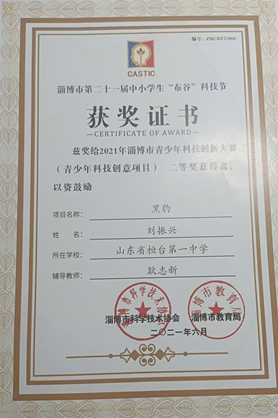 编号：ZBCXF21068
CASTIC
淄博市第二十一届中小学生“布谷”科技节
获奖证书
—CERTIFICATE OF AWARD—
兹奖给2021年淄博市青少年科技创新大赛
（青少年科技创意项目） 二等奖获得者，
以资鼓励
项目名称： 黑豹
姓 名： 刘振兴
所在学校： 山东省桓台第一中学
辅导教师： 耿志新
淄博市科学技术协会 淄博市教育局
二〇二一年六月